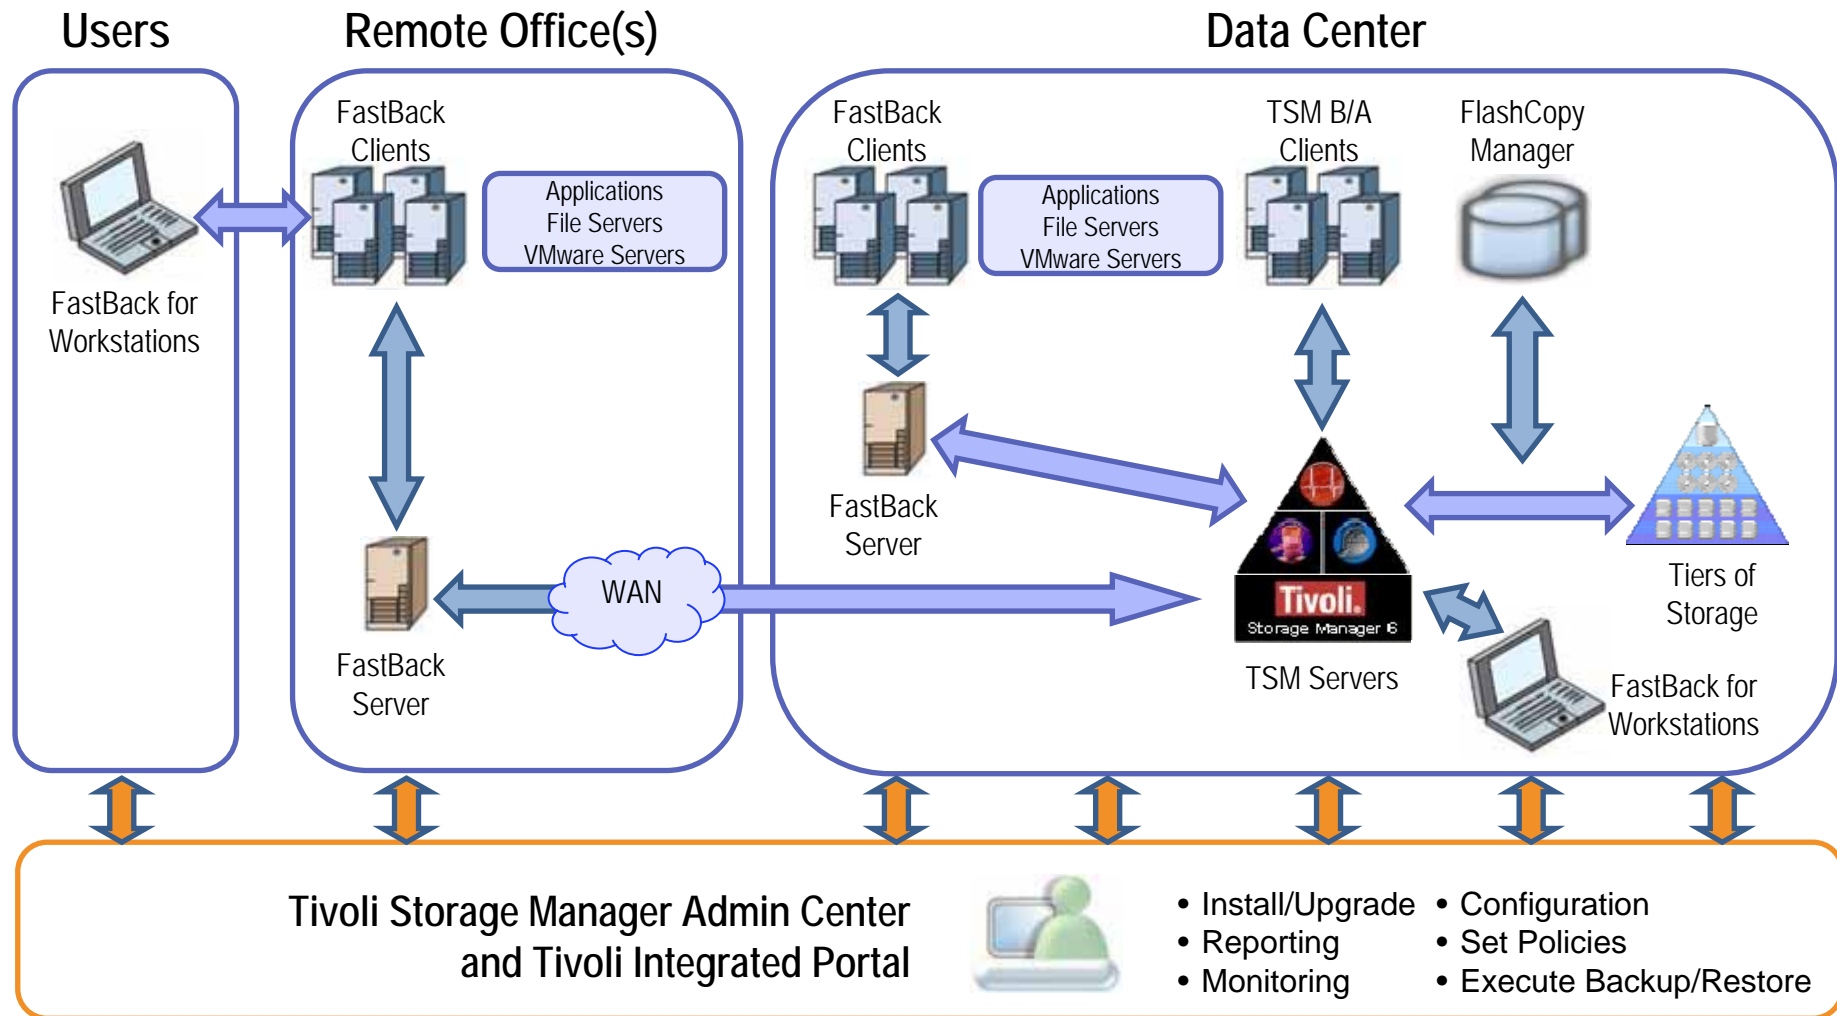 Users
Remote Office(s)
Data Center
FastBack for
Workstations
FastBack
Clients
Applications
File Servers
VMware Servers
FastBack
Server
WAN
FastBack
Clients
Applications
File Servers
VMware Servers
TSM B/A
Clients
FlashCopy
Manager
FastBack
Server
Tivoli.
Storage Manager 6
TSM Servers
Tiers of
Storage
FastBack for
Workstations
Tivoli Storage Manager Admin Center
and Tivoli Integrated Portal
• Install/Upgrade
• Reporting
• Monitoring
• Configuration
• Set Policies
• Execute Backup/Restore